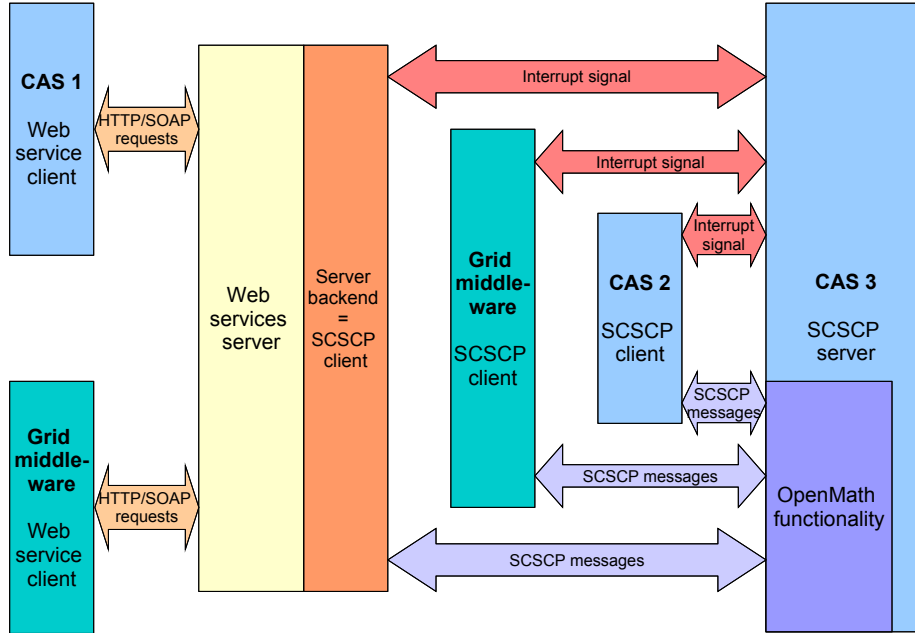 CAS 1
Web
service
client
HTTP/SOAP
requests
Grid
middle-
ware
Web
service
client
HTTP/SOAP
requests
Web
services
server
Server
backend
=
SCSCP
client
Interrupt signal
Interrupt signal
Interrupt
signal
Grid
middle-
ware
SCSCP
client
CAS 2
SCSCP
client
CAS 3
SCSCP
server
SCSCP
messages
SCSCP messages
SCSCP messages
OpenMath
functionality